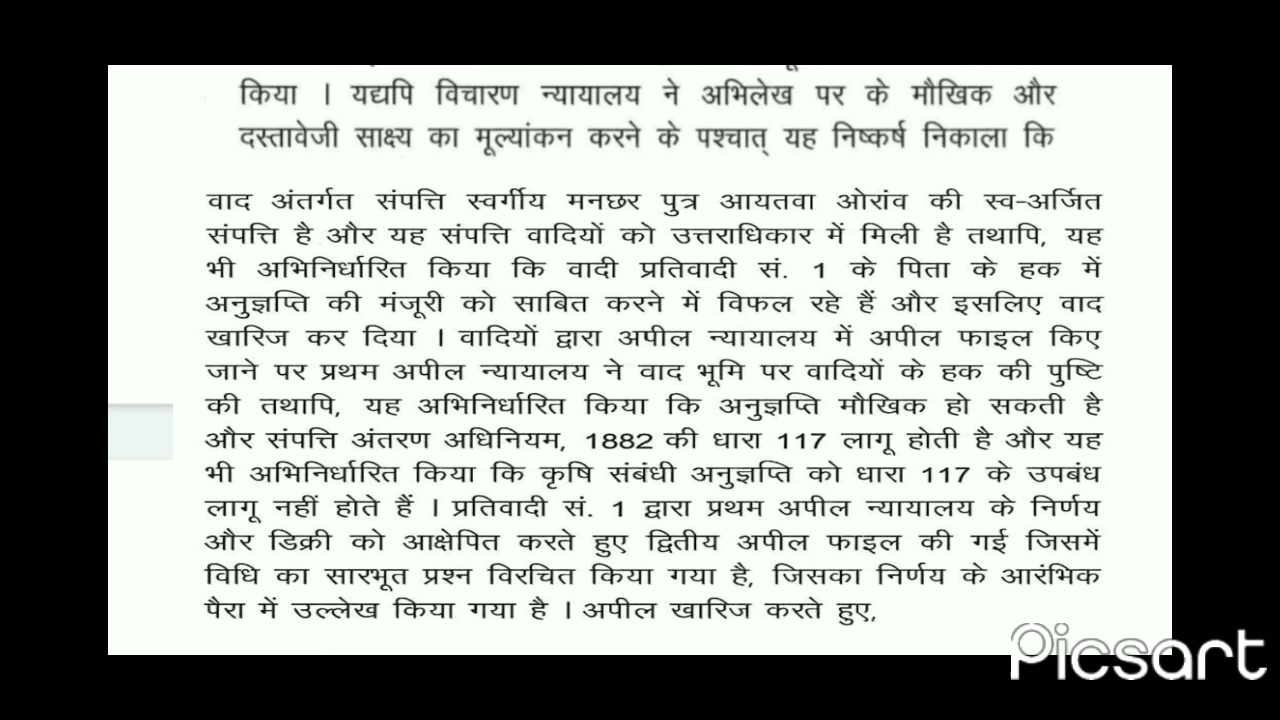 किया । यद्यपि विचारण न्यायालय ने अभिलेख पर के मौखिक और
दस्तावेजी साक्ष्य का मूल्यांकन करने के पश्चात् यह निष्कर्ष निकाला कि
वाद अंतर्गत संपत्ति स्वर्गीय मनछर पुत्र आयतवा ओरांव की स्व-अर्जित
संपत्ति है और यह संपत्ति वादियों को उत्तराधिकार में मिली है तथापि, यह
भी अभिनिर्धारित किया कि वादी प्रतिवादी सं. 1 के पिता के हक में
अनुज्ञप्ति की मंजूरी को साबित करने में विफल रहे हैं और इसलिए वाद
खारिज कर दिया । वादियों द्वारा अपील न्यायालय में अपील फाइल किए
जाने पर प्रथम अपील न्यायालय ने वाद भूमि पर वादियों के हक की पुष्टि
की तथापि, यह अभिनिर्धारित किया कि अनुज्ञप्ति मौखिक हो सकती है
और संपत्ति अंतरण अधिनियम, 1882 की धारा 117 लागू होती है और यह
भी अभिनिर्धारित किया कि कृषि संबंधी अनुज्ञप्ति को धारा 117 के उपबंध
लागू नहीं होते हैं । प्रतिवादी सं. 1 द्वारा प्रथम अपील न्यायालय के निर्णय
और डिक्री को आक्षेपित करते हुए द्वितीय अपील फाइल की गई जिसमें
विधि का सारभूत प्रश्न विरचित किया गया है, जिसका निर्णय के आरंभिक
पैरा में उल्लेख किया गया है । अपील खारिज करते हुए,
Picsart